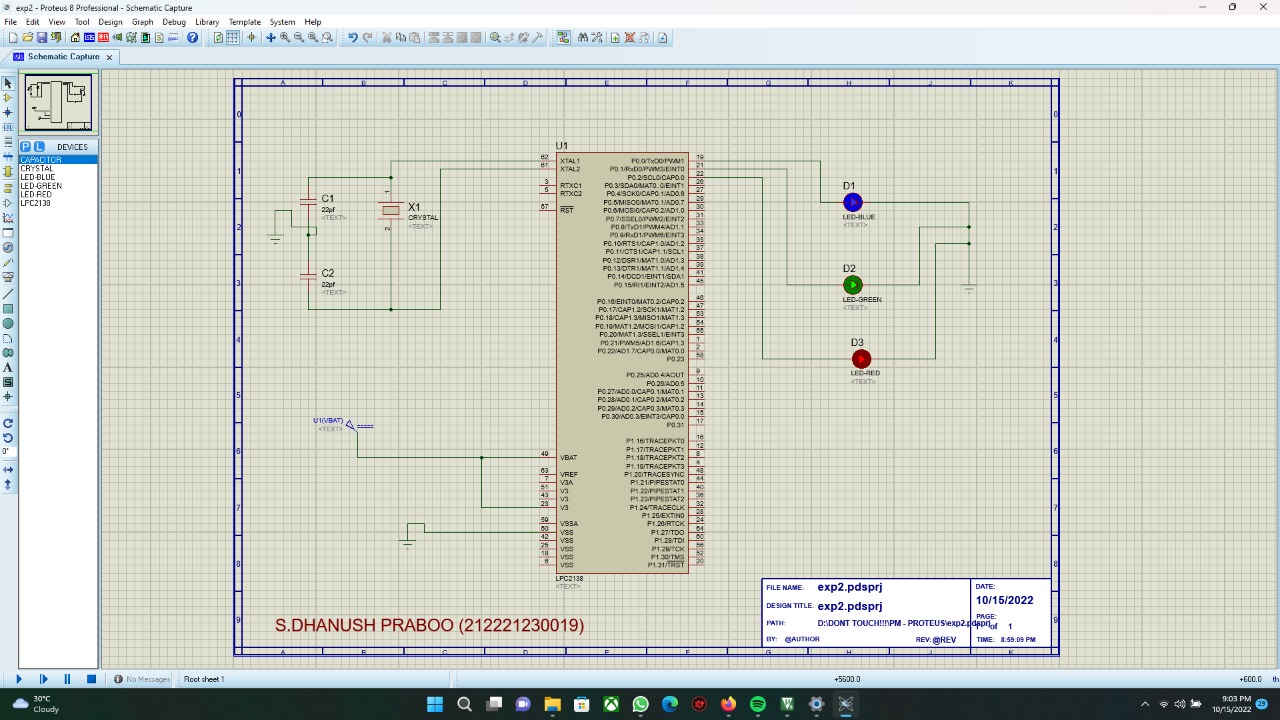 exp2 - Proteus 8 Professional - Schematic Capture
File Edit View Tool Design Graph Debug Library Template System Help
Schematic Capture
P L DEVICES
CAPACITOR
CRYSTAL
LED-BLUE
LED-GREEN
LED-RED
LPC2138
0°
A B C D E F G H J K
0 0
1 1
2 2
3 3
4 4
5 5
6 6
7 7
8 8
9 9
A B C D E F G H J K
C1
22pf
<TEXT>
C2
22pf
<TEXT>
1
X1
CRYSTAL
<TEXT>
2
U1(VBAT)
<TEXT>
U1
62 XTAL1
61 XTAL2
3 RTXC1
5 RTXC2
57 RST
49 VBAT
63 VREF
7 V3A
51 V3
43 V3
23 V3
59 VSSA
50 VSS
42 VSS
25 VSS
18 VSS
6 VSS
P0.0/TxD0/PWM1 19
P0.1/RxD0/PWM3/EINT0 21
P0.2/SCL0/CAP0.0 22
P0.3/SDA0/MAT0.0/EINT1 26
P0.4/SCK0/CAP0.1/AD0.6 27
P0.5/MISO0/MAT0.1/AD0.7 29
P0.6/MOSI0/CAP0.2/AD1.0 30
P0.7/SSEL0/PWM2/EINT2 31
P0.8/TxD1/PWM4/AD1.1 33
P0.9/RxD1/PWM6/EINT3 34
P0.10/RTS1/CAP1.0/AD1.2 35
P0.11/CTS1/CAP1.1/SCL1 37
P0.12/DSR1/MAT1.0/AD1.3 38
P0.13/DTR1/MAT1.1/AD1.4 39
P0.14/DCD1/EINT1/SDA1 41
P0.15/RI1/EINT2/AD1.5 45
P0.16/EINT0/MAT0.2/CAP0.2 46
P0.17/CAP1.2/SCK1/MAT1.2 47
P0.18/CAP1.3/MISO1/MAT1.3 53
P0.19/MAT1.2/MOSI1/CAP1.2 54
P0.20/MAT1.3/SSEL1/EINT3 55
P0.21/PWM5/AD1.6/CAP1.3 1
P0.22/AD1.7/CAP0.0/MAT0.0 2
P0.23 58
P0.25/AD0.4/AOUT 9
P0.26/AD0.5 10
P0.27/AD0.0/CAP0.1/MAT0.1 11
P0.28/AD0.1/CAP0.2/MAT0.2 13
P0.29/AD0.2/CAP0.3/MAT0.3 14
P0.30/AD0.3/EINT3/CAP0.0 15
P0.31 17
P1.16/TRACEPKT0 16
P1.17/TRACEPKT1 12
P1.18/TRACEPKT2 8
P1.19/TRACEPKT3 4
P1.20/TRACESYNC 48
P1.21/PIPESTAT0 44
P1.22/PIPESTAT1 40
P1.23/PIPESTAT2 36
P1.24/TRACECLK 32
P1.25/EXTIN0 28
P1.26/RTCK 24
P1.27/TDO 64
P1.28/TDI 60
P1.29/TCK 56
P1.30/TMS 52
P1.31/TRST 20
LPC2138
<TEXT>
D1
LED-BLUE
<TEXT>
D2
LED-GREEN
<TEXT>
D3
LED-RED
<TEXT>
S.DHANUSH PRABOO (212221230019)
FILE NAME: exp2.pdsprj
DESIGN TITLE: exp2.pdsprj
PATH: D:\DONT TOUCH!!!\PM - PROTEUS\exp2.pdsprj
BY: @AUTHOR REV:@REV
DATE:
10/15/2022
PAGE:
of 1
TIME: 8:59:09 PM
No Messages Root sheet 1 +5600.0 +600.0 th
30°C
Cloudy
9:03 PM
10/15/2022
29